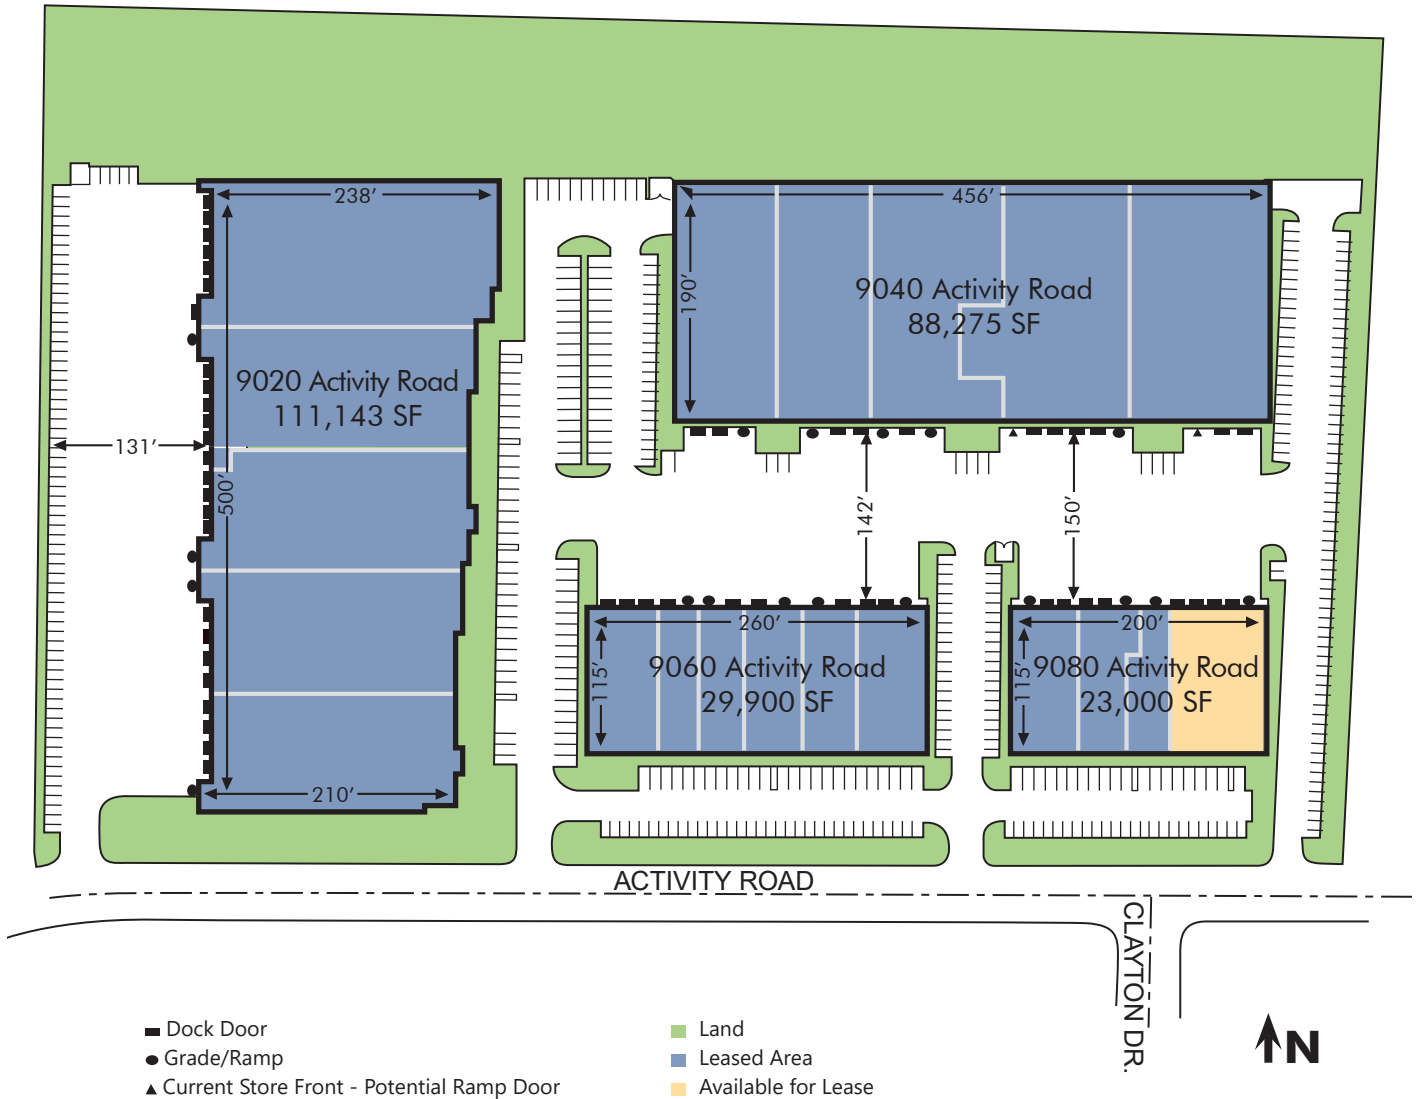 238′
456′
190′
9040 Activity Road
88,275 SF
9020 Activity Road
111,143 SF
131′
500′
142′
150′
260′
200′
115′
9060 Activity Road
29,900 SF
115′
9080 Activity Road
23,000 SF
210′
ACTIVITY ROAD
CLAYTON DR.
Dock Door
Grade/Ramp
Current Store Front - Potential Ramp Door
Land
Leased Area
Available for Lease
N